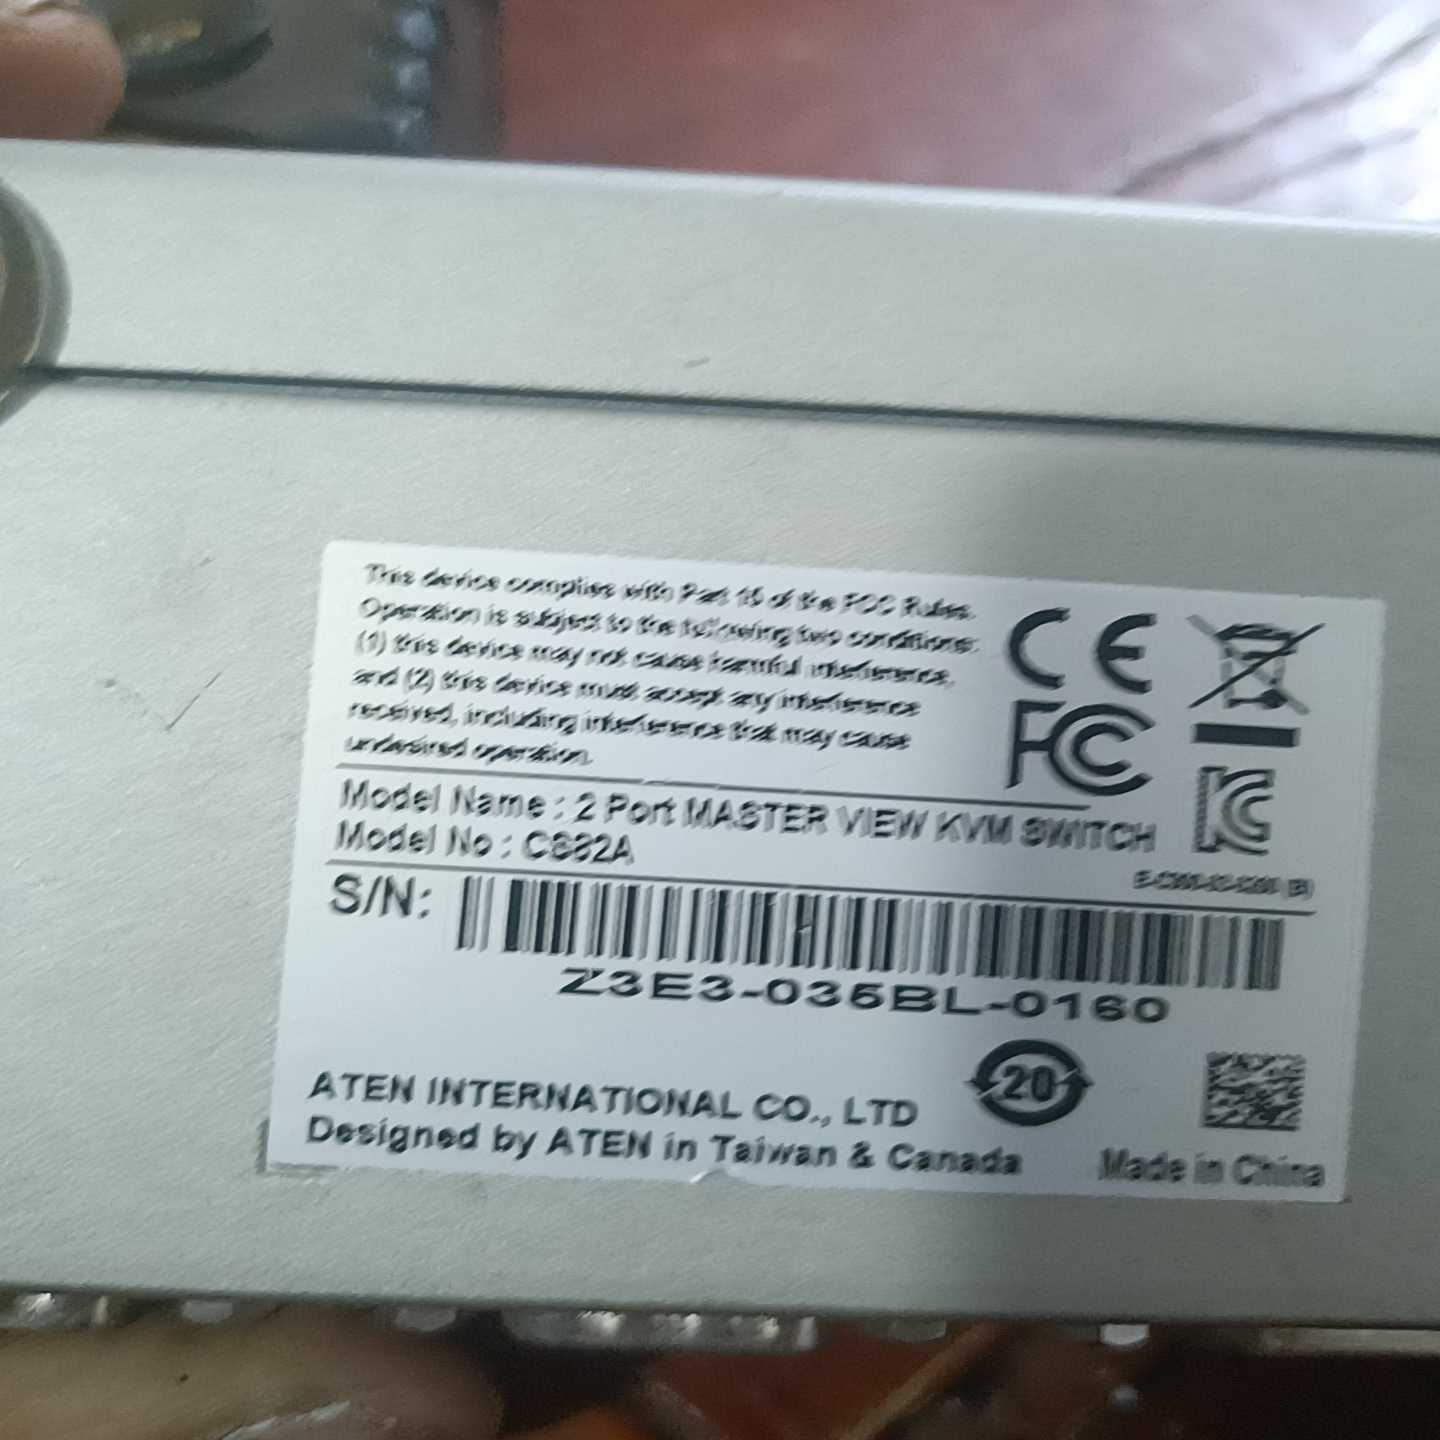 This device complies with Part 15 of the FCC Rules.
Operation is subject to the following two conditions:
(1) this device may not cause harmful interference,
and (2) this device must accept any interference
received, including interference that may cause
undesired operation.
CE
FC
Model Name : 2 Port MASTER VIEW KVM SWITCH
Model No : CS82A
S/N:
Z3E3-035BL-0160
20
ATEN INTERNATIONAL CO., LTD
Designed by ATEN in Taiwan & Canada
Made in China